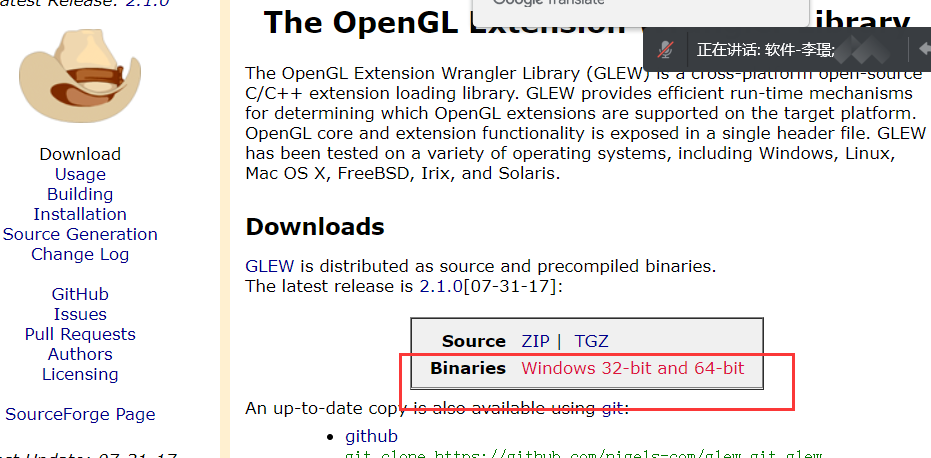 Latest Release: 2.1.0
Download
Usage
Building
Installation
Source Generation
Change Log
GitHub
Issues
Pull Requests
Authors
Licensing
SourceForge Page
Last Update: 07-31-17
Google Translate
The OpenGL Extension Library
正在讲话: 软件-李璟;
The OpenGL Extension Wrangler Library (GLEW) is a cross-platform open-source
C/C++ extension loading library. GLEW provides efficient run-time mechanisms
for determining which OpenGL extensions are supported on the target platform.
OpenGL core and extension functionality is exposed in a single header file. GLEW
has been tested on a variety of operating systems, including Windows, Linux,
Mac OS X, FreeBSD, Irix, and Solaris.
Downloads
GLEW is distributed as source and precompiled binaries.
The latest release is 2.1.0[07-31-17]:
Source ZIP | TGZ
Binaries Windows 32-bit and 64-bit
An up-to-date copy is also available using git:
• github
git clone https://github.com/nigels-com/glew.git glew